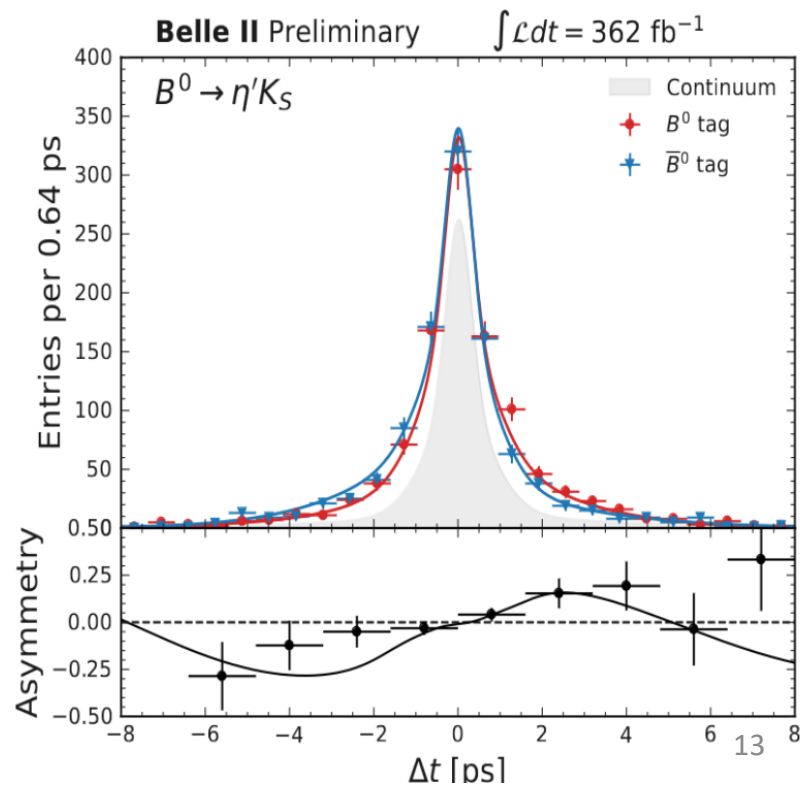 Belle II Preliminary ∫ℒdt = 362 fb⁻¹
B⁰ → η′K_S
Continuum
B⁰ tag
B̅⁰ tag
Entries per 0.64 ps
400
350
300
250
200
150
100
50
0.50
0.25
0.00
−0.25
−0.50
Asymmetry
−8 −6 −4 −2 0 2 4 6 8
Δt [ps]
13